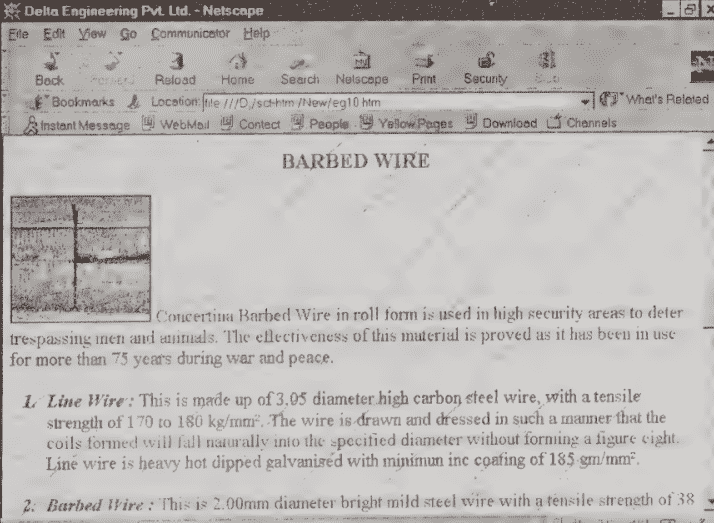 Delta Engineering Pvt. Ltd. - Netscape
File Edit View Go Communicator Help
Back Forward Reload Home Search Netscape Print Security Stop
Bookmarks Location: file:///D,/sct-htm/New/eg10.htm What's Related
Instant Message WebMail Contact People Yellow Pages Download Channels
BARBED WIRE
Concertina Barbed Wire in roll form is used in high security areas to deter
trespassing men and animals. The effectiveness of this material is proved as it has been in use
for more than 75 years during war and peace.
1. Line Wire : This is made up of 3.05 diameter high carbon steel wire, with a tensile
strength of 170 to 180 kg/mm². The wire is drawn and dressed in such a manner that the
coils formed will fall naturally into the specified diameter without forming a figure eight.
Line wire is heavy hot dipped galvanised with minimun inc coating of 185 gm/mm².
2. Barbed Wire : This is 2.00mm diameter bright mild steel wire with a tensile strength of 38